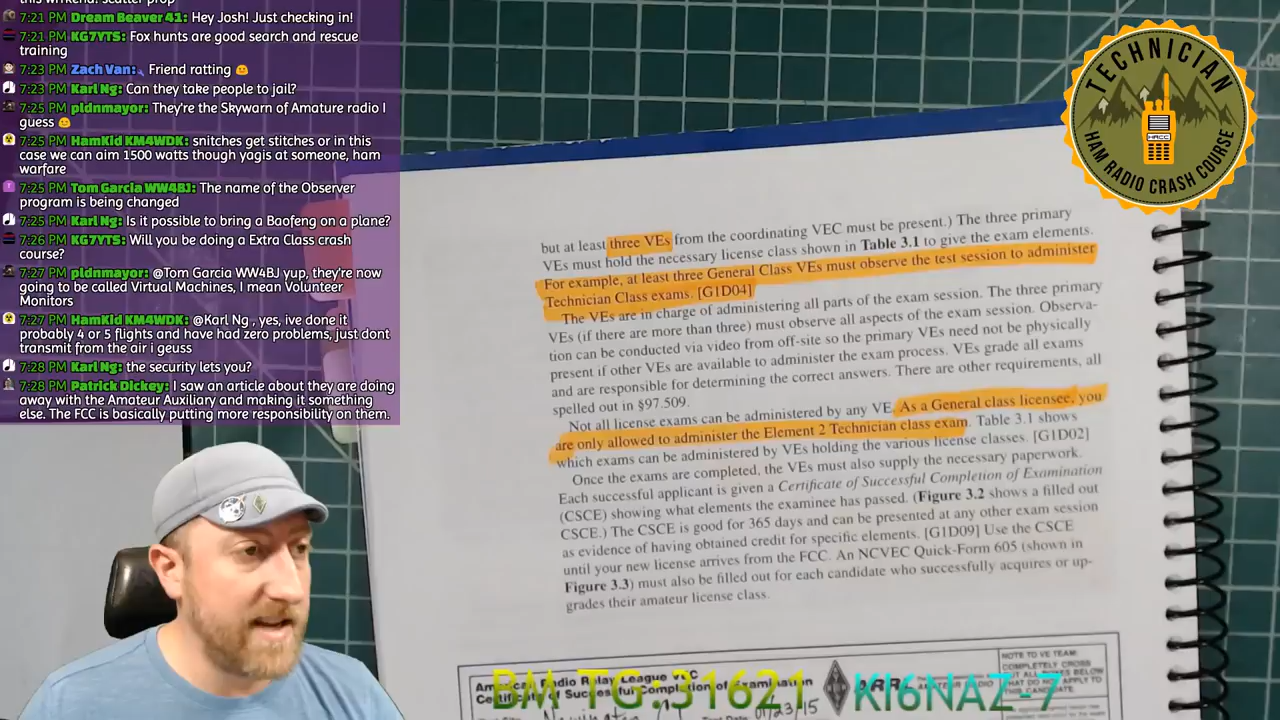 this wrrkend. scatter prop
7:21 PM Dream Beaver 41: Hey Josh! Just checking in!
7:21 PM KG7YTS: Fox hunts are good search and rescue
training
7:23 PM Zach Van: Friend ratting
7:23 PM Karl Ng: Can they take people to jail?
7:25 PM pldnmayor: They're the Skywarn of Amature radio I
guess
7:25 PM HamKid KM4WDK: snitches get stitches or in this
case we can aim 1500 watts though yagis at someone, ham
warfare
7:25 PM Tom Garcia WW4BJ: The name of the Observer
program is being changed
7:25 PM Karl Ng: Is it possible to bring a Baofeng on a plane?
7:26 PM KG7YTS: Will you be doing a Extra Class crash
course?
7:27 PM pldnmayor: @Tom Garcia WW4BJ yup, they're now
going to be called Virtual Machines, I mean Volunteer
Monitors
7:27 PM HamKid KM4WDK: @Karl Ng , yes, ive done it
probably 4 or 5 flights and have had zero problems, just dont
transmit from the air i geuss
7:28 PM Karl Ng: the security lets you?
7:28 PM Patrick Dickey: I saw an article about they are doing
away with the Amateur Auxiliary and making it something
else. The FCC is basically putting more responsibility on them.
TECHNICIAN
HRCC
HAM RADIO CRASH COURSE
but at least three VEs from the coordinating VEC must be present.) The three primary
VEs must hold the necessary license class shown in Table 3.1 to give the exam elements.
For example, at least three General Class VEs must observe the test session to administer
Technician Class exams. [G1D04]
The VEs are in charge of administering all parts of the exam session. The three primary
VEs (if there are more than three) must observe all aspects of the exam session. Observa-
tion can be conducted via video from off-site so the primary VEs need not be physically
present if other VEs are available to administer the exam process. VEs grade all exams
and are responsible for determining the correct answers. There are other requirements, all
spelled out in §97.509.
Not all license exams can be administered by any VE. As a General class licensee, you
are only allowed to administer the Element 2 Technician class exam. Table 3.1 shows
which exams can be administered by VEs holding the various license classes. [G1D02]
Once the exams are completed, the VEs must also supply the necessary paperwork.
Each successful applicant is given a Certificate of Successful Completion of Examination
(CSCE) showing what elements the examinee has passed. (Figure 3.2 shows a filled out
CSCE.) The CSCE is good for 365 days and can be presented at any other exam session
as evidence of having obtained credit for specific elements. [G1D09] Use the CSCE
until your new license arrives from the FCC. An NCVEC Quick-Form 605 (shown in
Figure 3.3) must also be filled out for each candidate who successfully acquires or up-
grades their amateur license class.
American Radio Relay League VEC
Certificate of Successful Completion of Examination
NOTE TO VE TEAM:
COMPLETELY CROSS
BM TG.31621 KI6NAZ-7
01/23/15